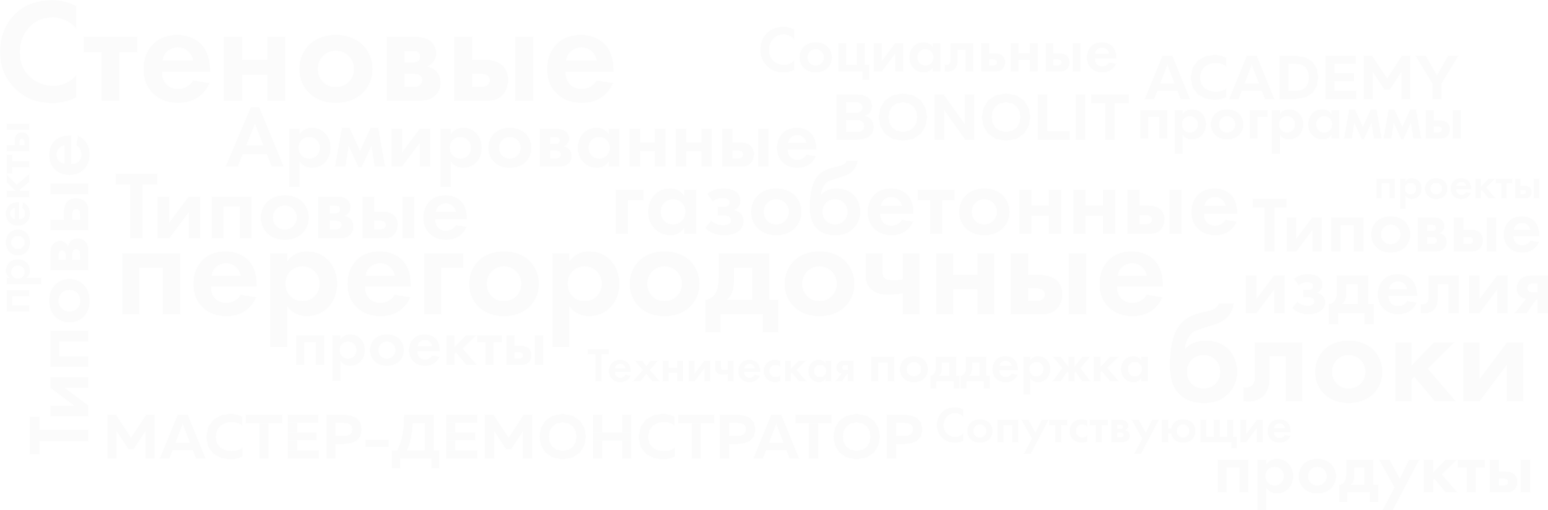 Стеновые
Социальные
ACADEMY
BONOLIT
программы
Армированные
проекты
Типовые
Типовые
газобетонные
проекты
Типовые
перегородочные
изделия
проекты
Техническая поддержка
блоки
МАСТЕР-ДЕМОНСТРАТОР
Сопутствующие
продукты